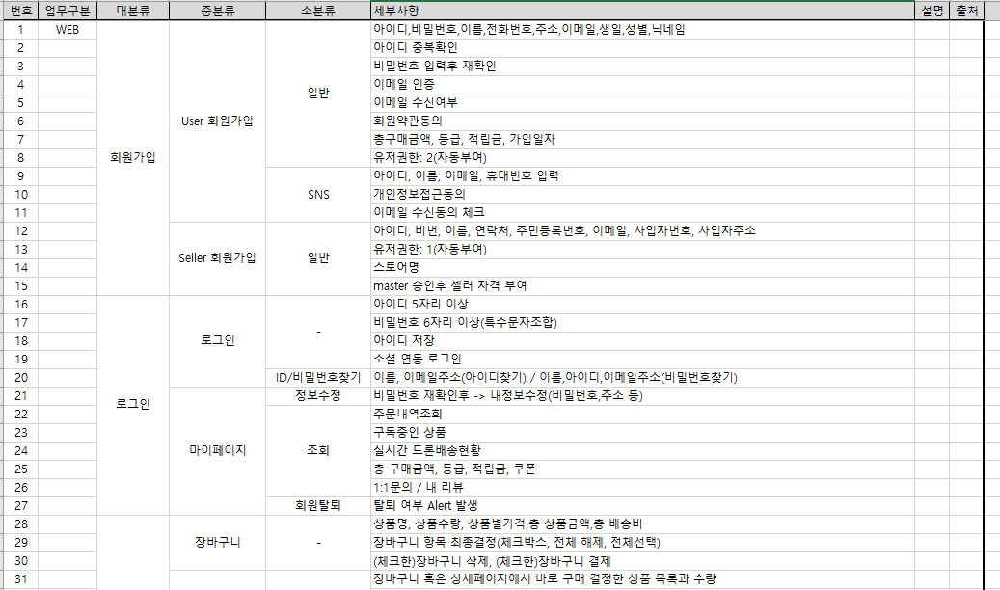 번호 업무구분 대분류 중분류 소분류 세부사항 설명 출처
1 WEB 아이디,비밀번호,이름,전화번호,주소,이메일,생일,성별,닉네임
2 아이디 중복확인
3 비밀번호 입력후 재확인
4 이메일 인증
일반
5 이메일 수신여부
6 User 회원가입 회원약관동의
7 총구매금액, 등급, 적립금, 가입일자
8 회원가입 유저권한: 2(자동부여)
9 아이디, 이름, 이메일, 휴대번호 입력
10 SNS 개인정보접근동의
11 이메일 수신동의 체크
12 아이디, 비번, 이름, 연락처, 주민등록번호, 이메일, 사업자번호, 사업자주소
13 유저권한: 1(자동부여)
Seller 회원가입 일반
14 스토어명
15 master 승인후 셀러 자격 부여
16 아이디 5자리 이상
17 비밀번호 6자리 이상(특수문자조합)
-
18 로그인 아이디 저장
19 소셜 연동 로그인
20 ID/비밀번호찾기 이름, 이메일주소(아이디찾기) / 이름,아이디,이메일주소(비밀번호찾기)
21 정보수정 비밀번호 재확인후 -> 내정보수정(비밀번호,주소 등)
로그인
22 주문내역조회
23 구독중인 상품
24 마이페이지 조회 실시간 드론배송현황
25 총 구매금액, 등급, 적립금, 쿠폰
26 1:1문의 / 내 리뷰
27 회원탈퇴 탈퇴 여부 Alert 발생
28 상품명, 상품수량, 상품별가격,총 상품금액,총 배송비
29 장바구니 - 장바구니 항목 최종결정(체크박스, 전체 해제, 전체선택)
30 (체크한)장바구니 삭제, (체크한)장바구니 결제
31 장바구니 혹은 상세페이지에서 바로 구매 결정한 상품 목록과 수량